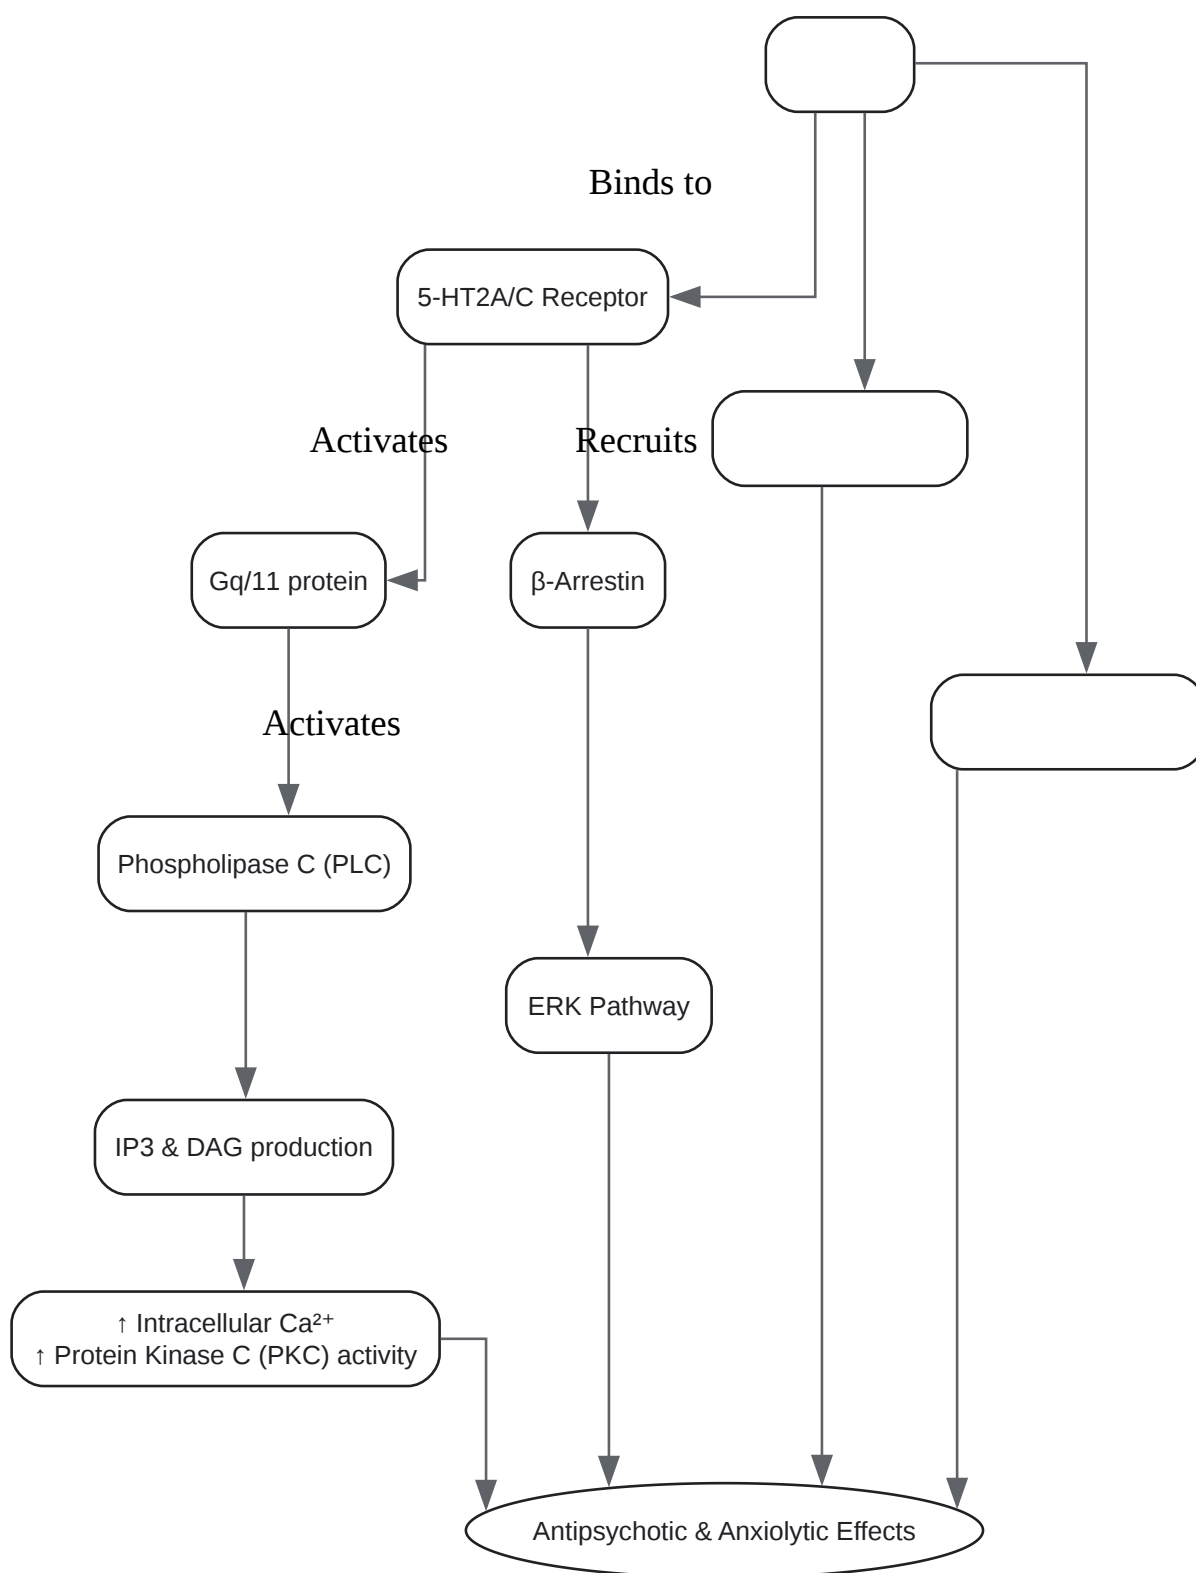 Binds to
5-HT2A/C Receptor
Activates
Recruits
Gq/11 protein
β-Arrestin
Activates
Phospholipase C (PLC)
ERK Pathway
IP3 & DAG production
↑ Intracellular Ca²⁺
↑ Protein Kinase C (PKC) activity
Antipsychotic & Anxiolytic Effects